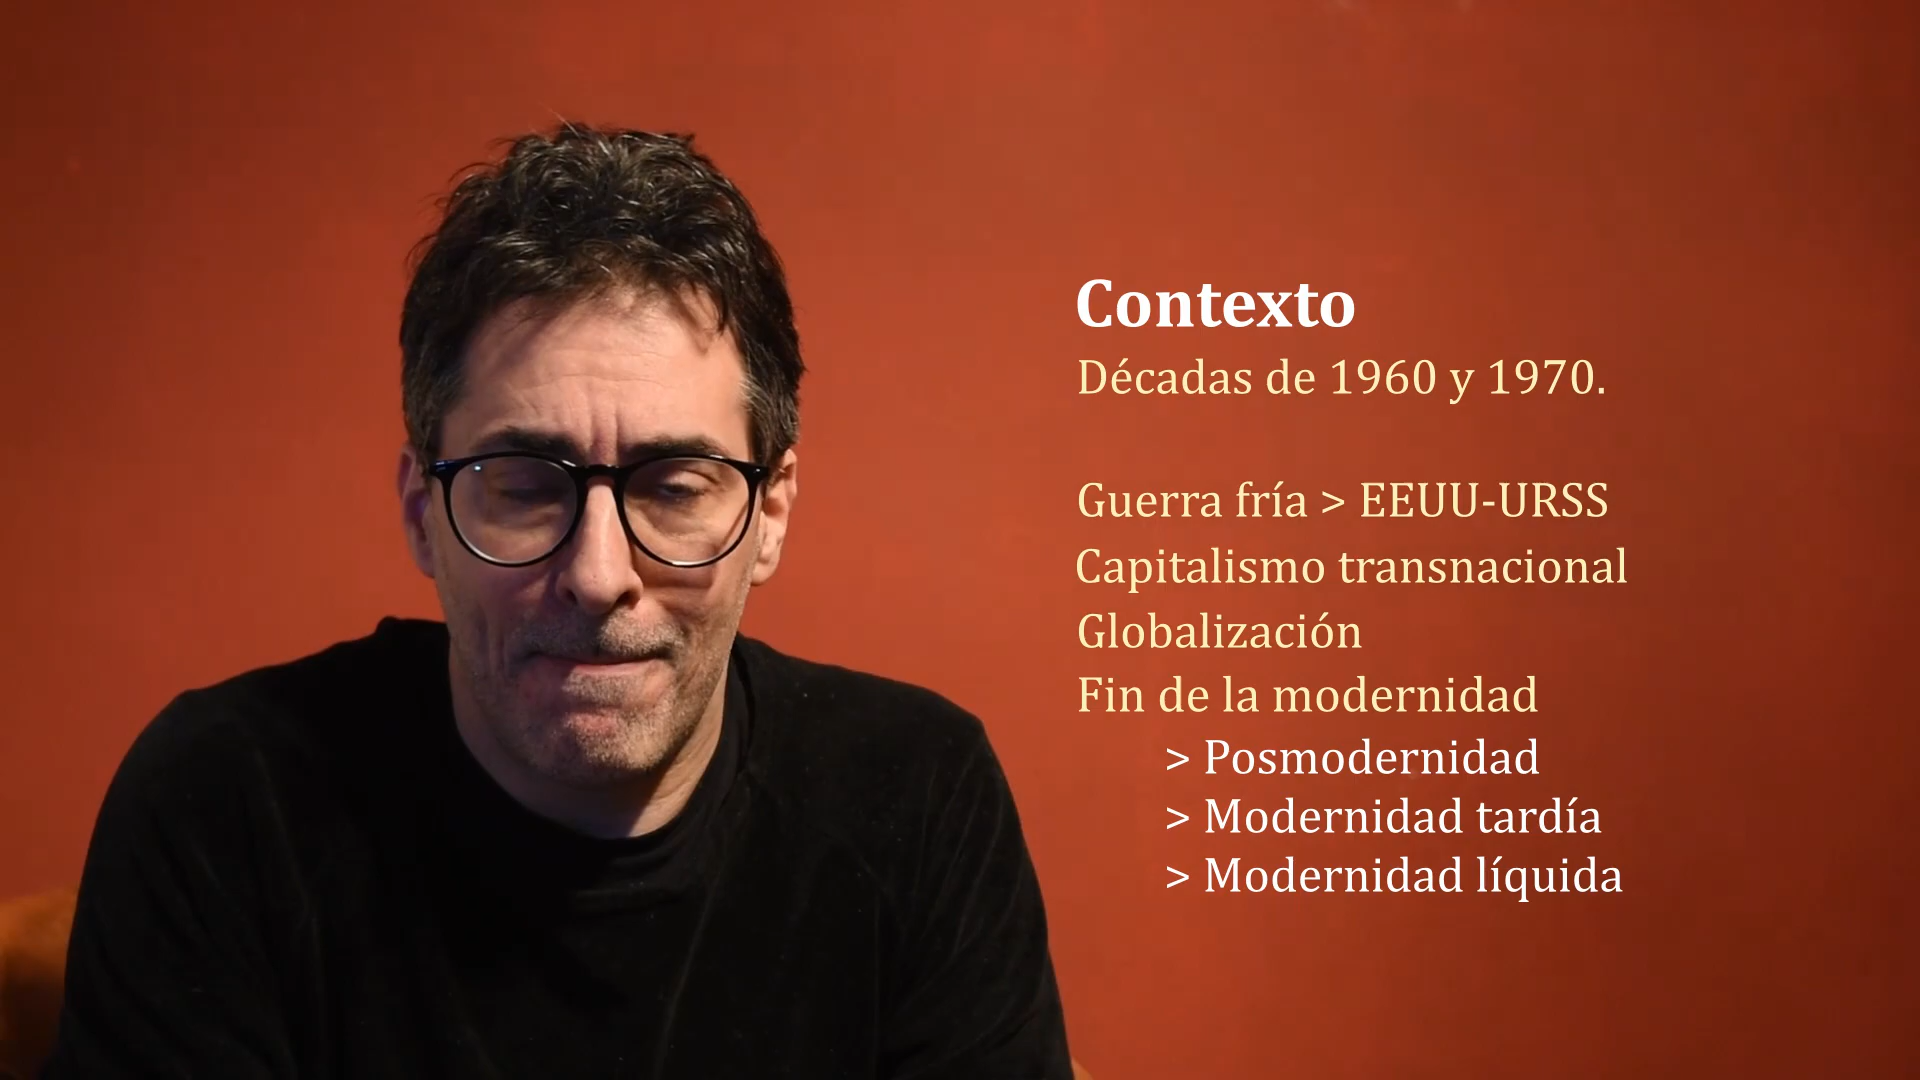 Contexto
Décadas de 1960 y 1970.
Guerra fría > EEUU-URSS
Capitalismo transnacional
Globalización
Fin de la modernidad
> Posmodernidad
> Modernidad tardía
> Modernidad líquida